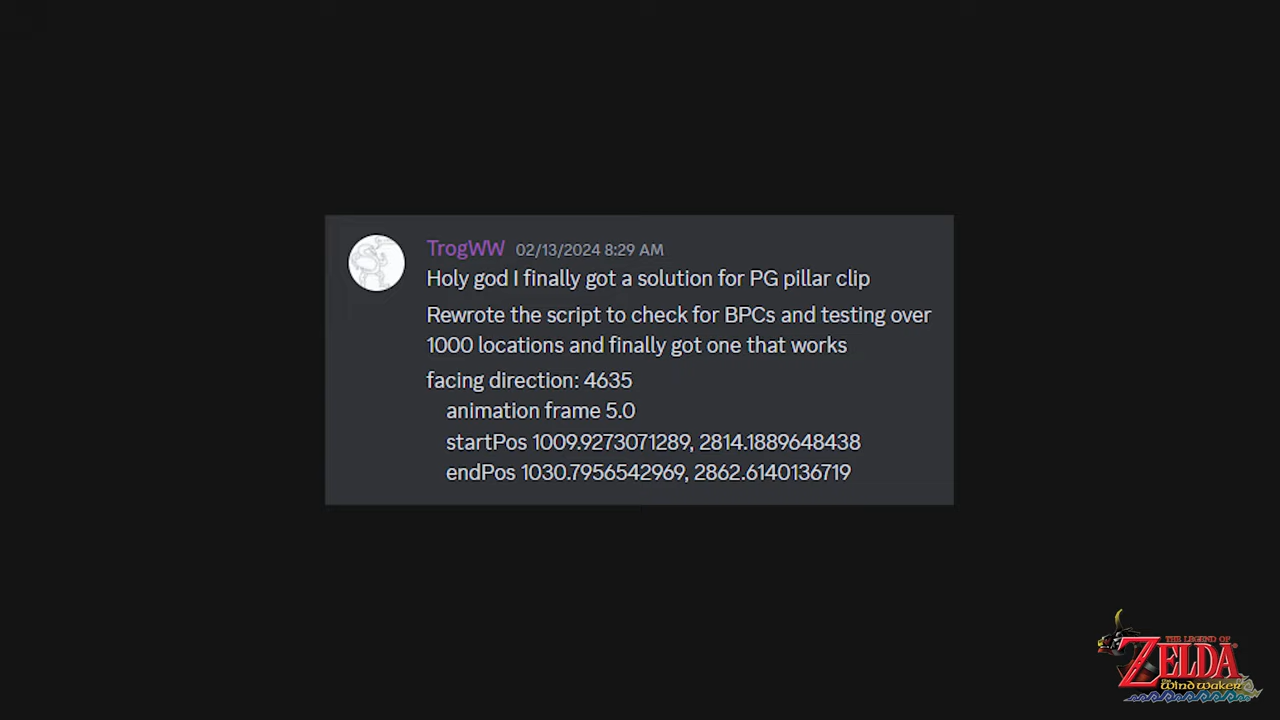 TrogWW 02/13/2024 8:29 AM
Holy god I finally got a solution for PG pillar clip
Rewrote the script to check for BPCs and testing over
1000 locations and finally got one that works
facing direction: 4635
animation frame 5.0
startPos 1009.9273071289, 2814.1889648438
endPos 1030.7956542969, 2862.6140136719
THE LEGEND OF
ZELDA
The Wind Waker